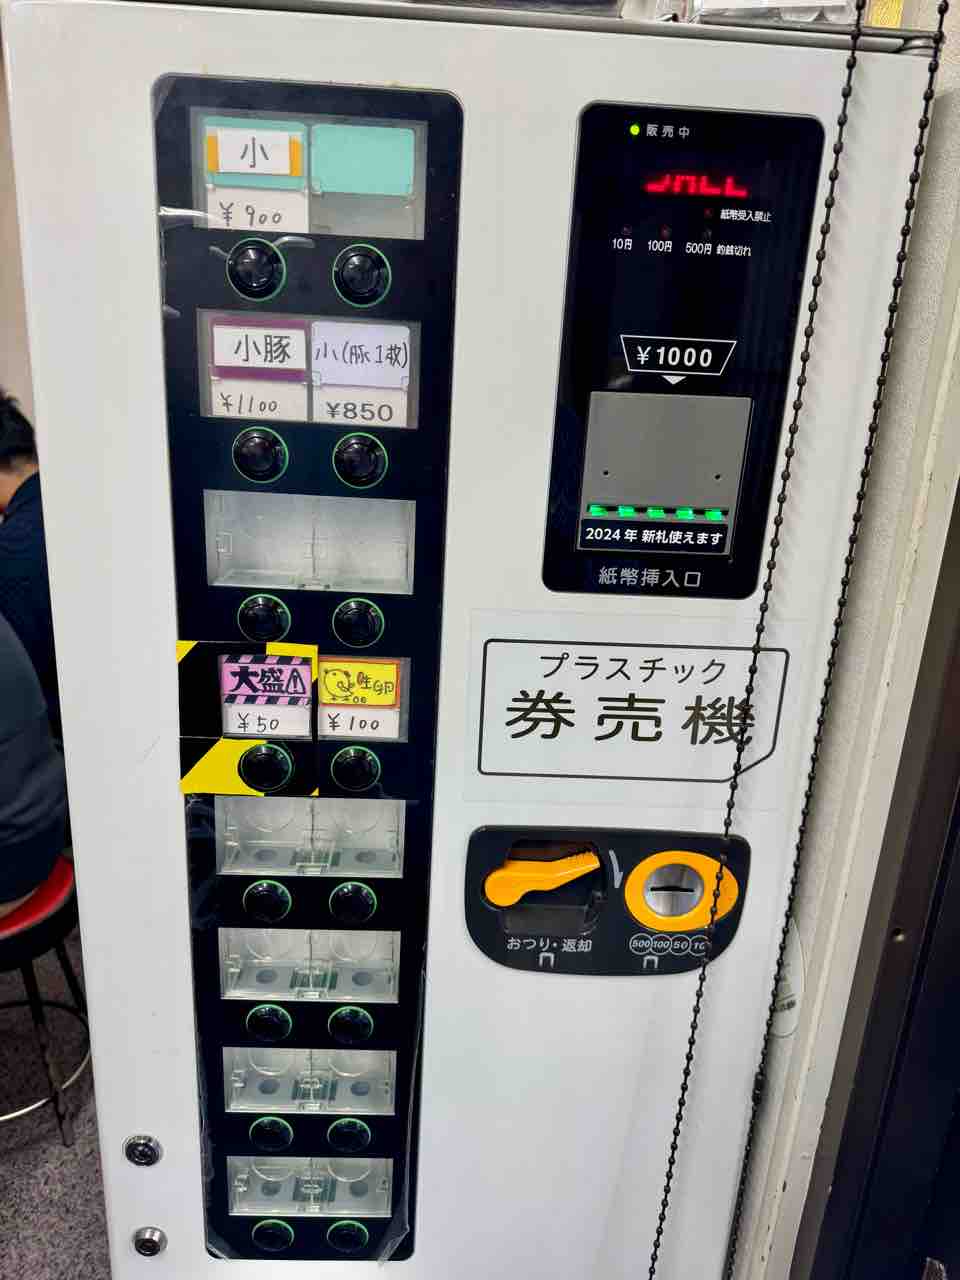 小
¥900
小豚
小(豚1枚)
¥1100
¥850
大盛
生卵
¥50
¥100
販売中
紙幣受入禁止
10円 100円 500円 釣銭切れ
¥1000
2024年 新札使えます
紙幣挿入口
プラスチック
券売機
おつり・返却
500 100 50 10